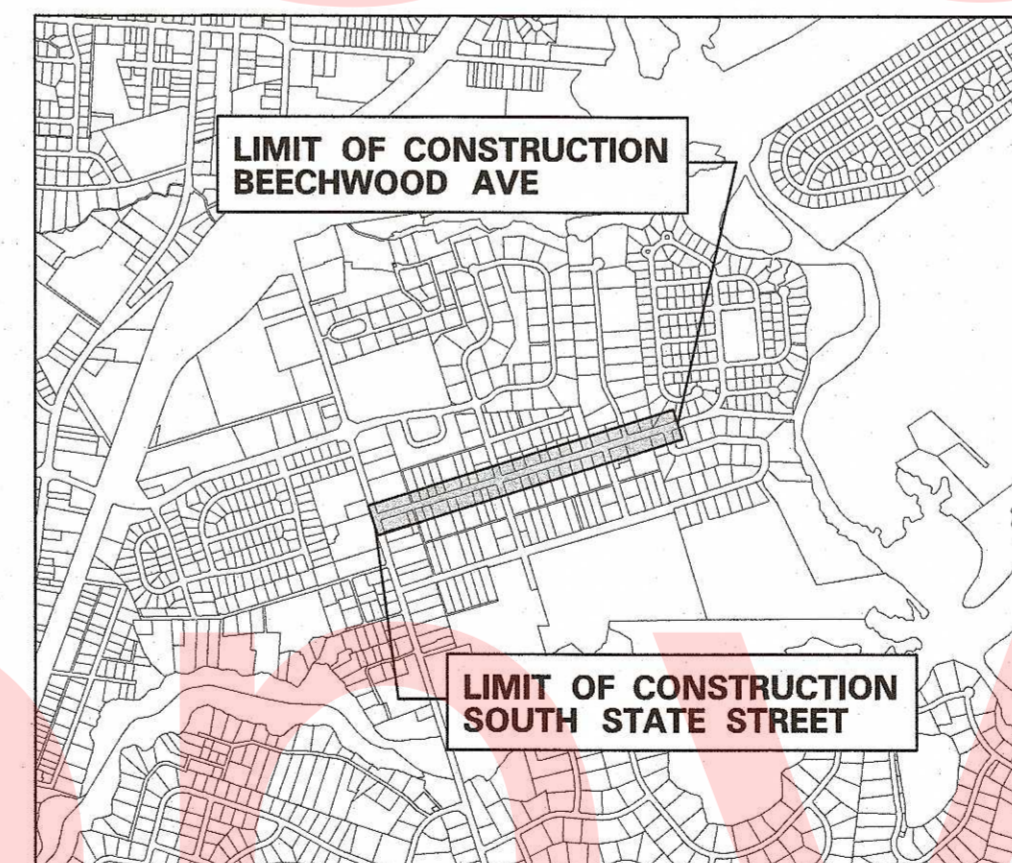 LIMIT OF CONSTRUCTION
BEECHWOOD AVE
LIMIT OF CONSTRUCTION
SOUTH STATE STREET